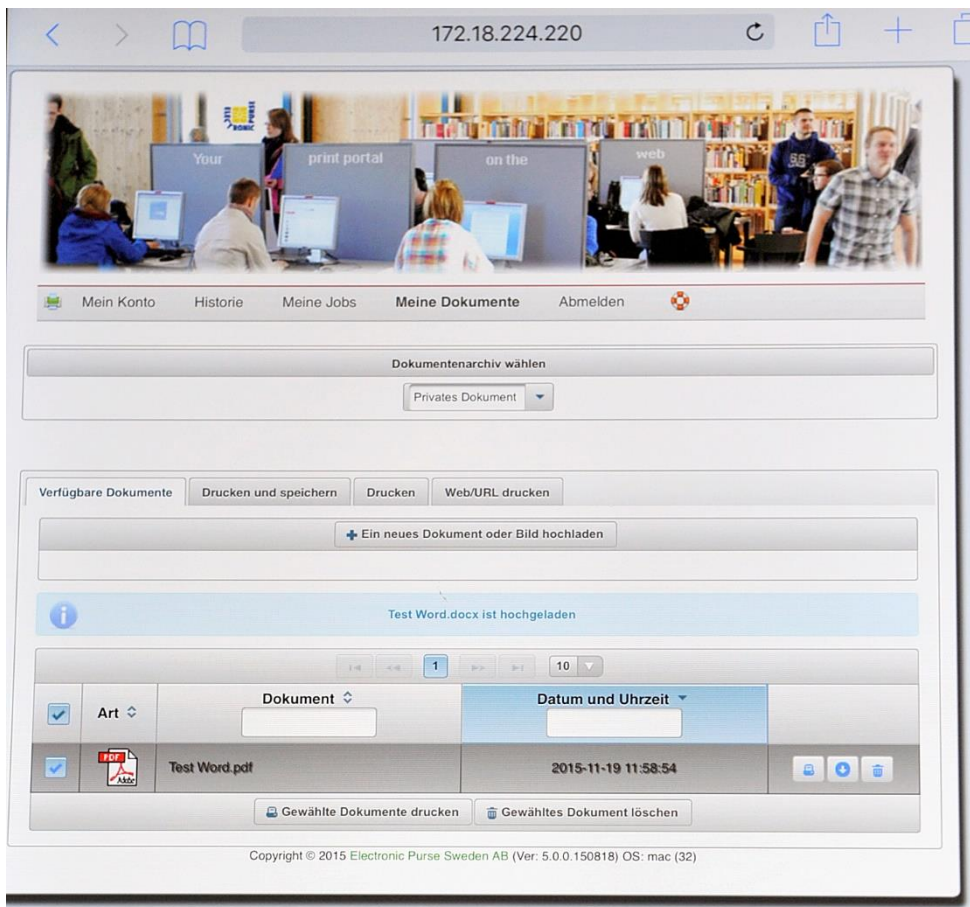 172.18.224.220
Your print portal on the web
Mein Konto Historie Meine Jobs Meine Dokumente Abmelden
Dokumentenarchiv wählen
Privates Dokument
Verfügbare Dokumente Drucken und speichern Drucken Web/URL drucken
Ein neues Dokument oder Bild hochladen
Test Word.docx ist hochgeladen
1 10
Art Dokument Datum und Uhrzeit
PDF Adobe Test Word.pdf 2015-11-19 11:58:54
Gewählte Dokumente drucken Gewähltes Dokument löschen
Copyright © 2015 Electronic Purse Sweden AB (Ver: 5.0.0.150818) OS: mac (32)